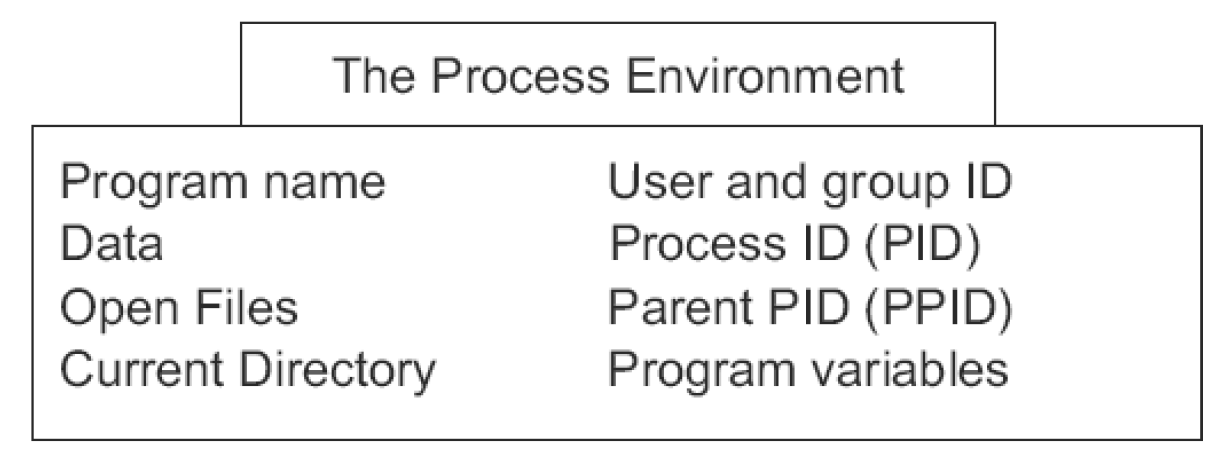 The Process Environment
Program name User and group ID
Data Process ID (PID)
Open Files Parent PID (PPID)
Current Directory Program variables